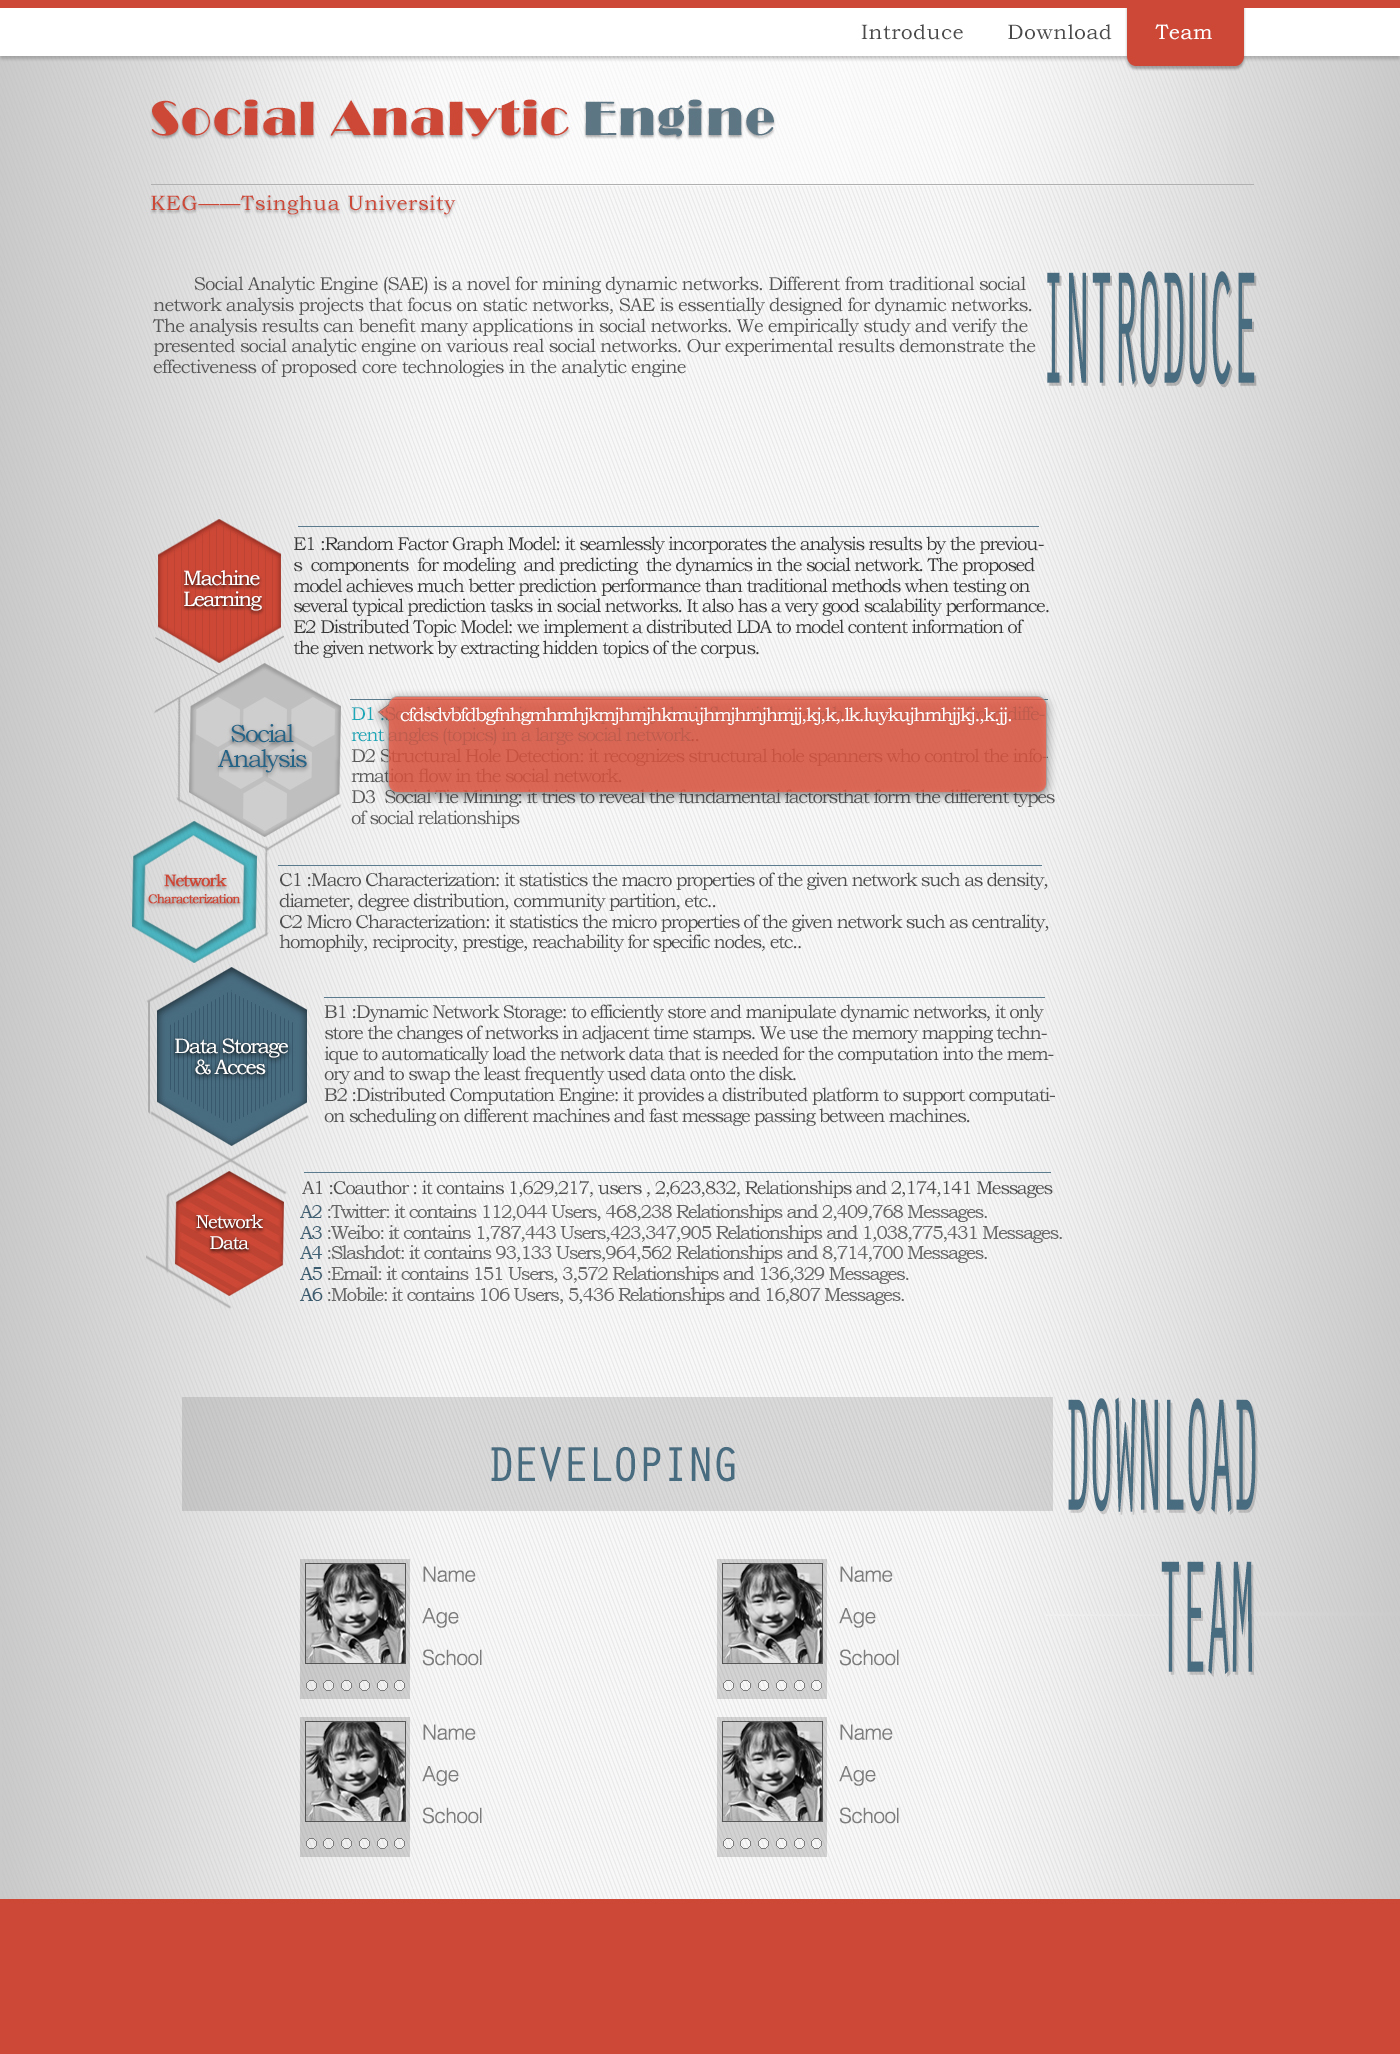 Introduce Download Team
Social Analytic Engine
KEG——Tsinghua University
Social Analytic Engine (SAE) is a novel for mining dynamic networks. Different from traditional social
network analysis projects that focus on static networks, SAE is essentially designed for dynamic networks.
The analysis results can benefit many applications in social networks. We empirically study and verify the
presented social analytic engine on various real social networks. Our experimental results demonstrate the
effectiveness of proposed core technologies in the analytic engine
INTRODUCE
Machine
Learning
E1 :Random Factor Graph Model: it seamlessly incorporates the analysis results by the previou-
s components for modeling and predicting the dynamics in the social network. The proposed
model achieves much better prediction performance than traditional methods when testing on
several typical prediction tasks in social networks. It also has a very good scalability performance.
E2 Distributed Topic Model: we implement a distributed LDA to model content information of
the given network by extracting hidden topics of the corpus.
Social
Analysis
D1 :S diffe-
cfdsdvbfdbgfnhgmhmhjkmjhmjhkmujhmjhmjhmjj,kj,k,.lk.luykujhmhjjkj.,k,jj.
rent angles (topics) in a large social network..
D2 Structural Hole Detection: it recognizes structural hole spanners who control the info-
rmation flow in the social network.
D3 Social Tie Mining: it tries to reveal the fundamental factorsthat form the different types
of social relationships
Network
Characterization
C1 :Macro Characterization: it statistics the macro properties of the given network such as density,
diameter, degree distribution, community partition, etc..
C2 Micro Characterization: it statistics the micro properties of the given network such as centrality,
homophily, reciprocity, prestige, reachability for specific nodes, etc..
Data Storage
& Acces
B1 :Dynamic Network Storage: to efficiently store and manipulate dynamic networks, it only
store the changes of networks in adjacent time stamps. We use the memory mapping techn-
ique to automatically load the network data that is needed for the computation into the mem-
ory and to swap the least frequently used data onto the disk.
B2 :Distributed Computation Engine: it provides a distributed platform to support computati-
on scheduling on different machines and fast message passing between machines.
Network
Data
A1 :Coauthor : it contains 1,629,217, users , 2,623,832, Relationships and 2,174,141 Messages
A2 :Twitter: it contains 112,044 Users, 468,238 Relationships and 2,409,768 Messages.
A3 :Weibo: it contains 1,787,443 Users,423,347,905 Relationships and 1,038,775,431 Messages.
A4 :Slashdot: it contains 93,133 Users,964,562 Relationships and 8,714,700 Messages.
A5 :Email: it contains 151 Users, 3,572 Relationships and 136,329 Messages.
A6 :Mobile: it contains 106 Users, 5,436 Relationships and 16,807 Messages.
DEVELOPING
DOWNLOAD
TEAM
Name
Age
School
Name
Age
School
Name
Age
School
Name
Age
School